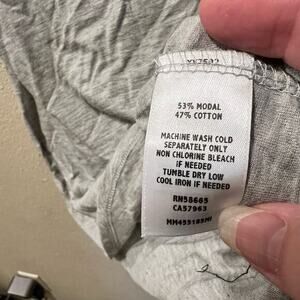 53% MODAL
47% COTTON
MACHINE WASH COLD
SEPARATELY ONLY
NON CHLORINE BLEACH
IF NEEDED
TUMBLE DRY LOW
COOL IRON IF NEEDED
RN58665
CA57963